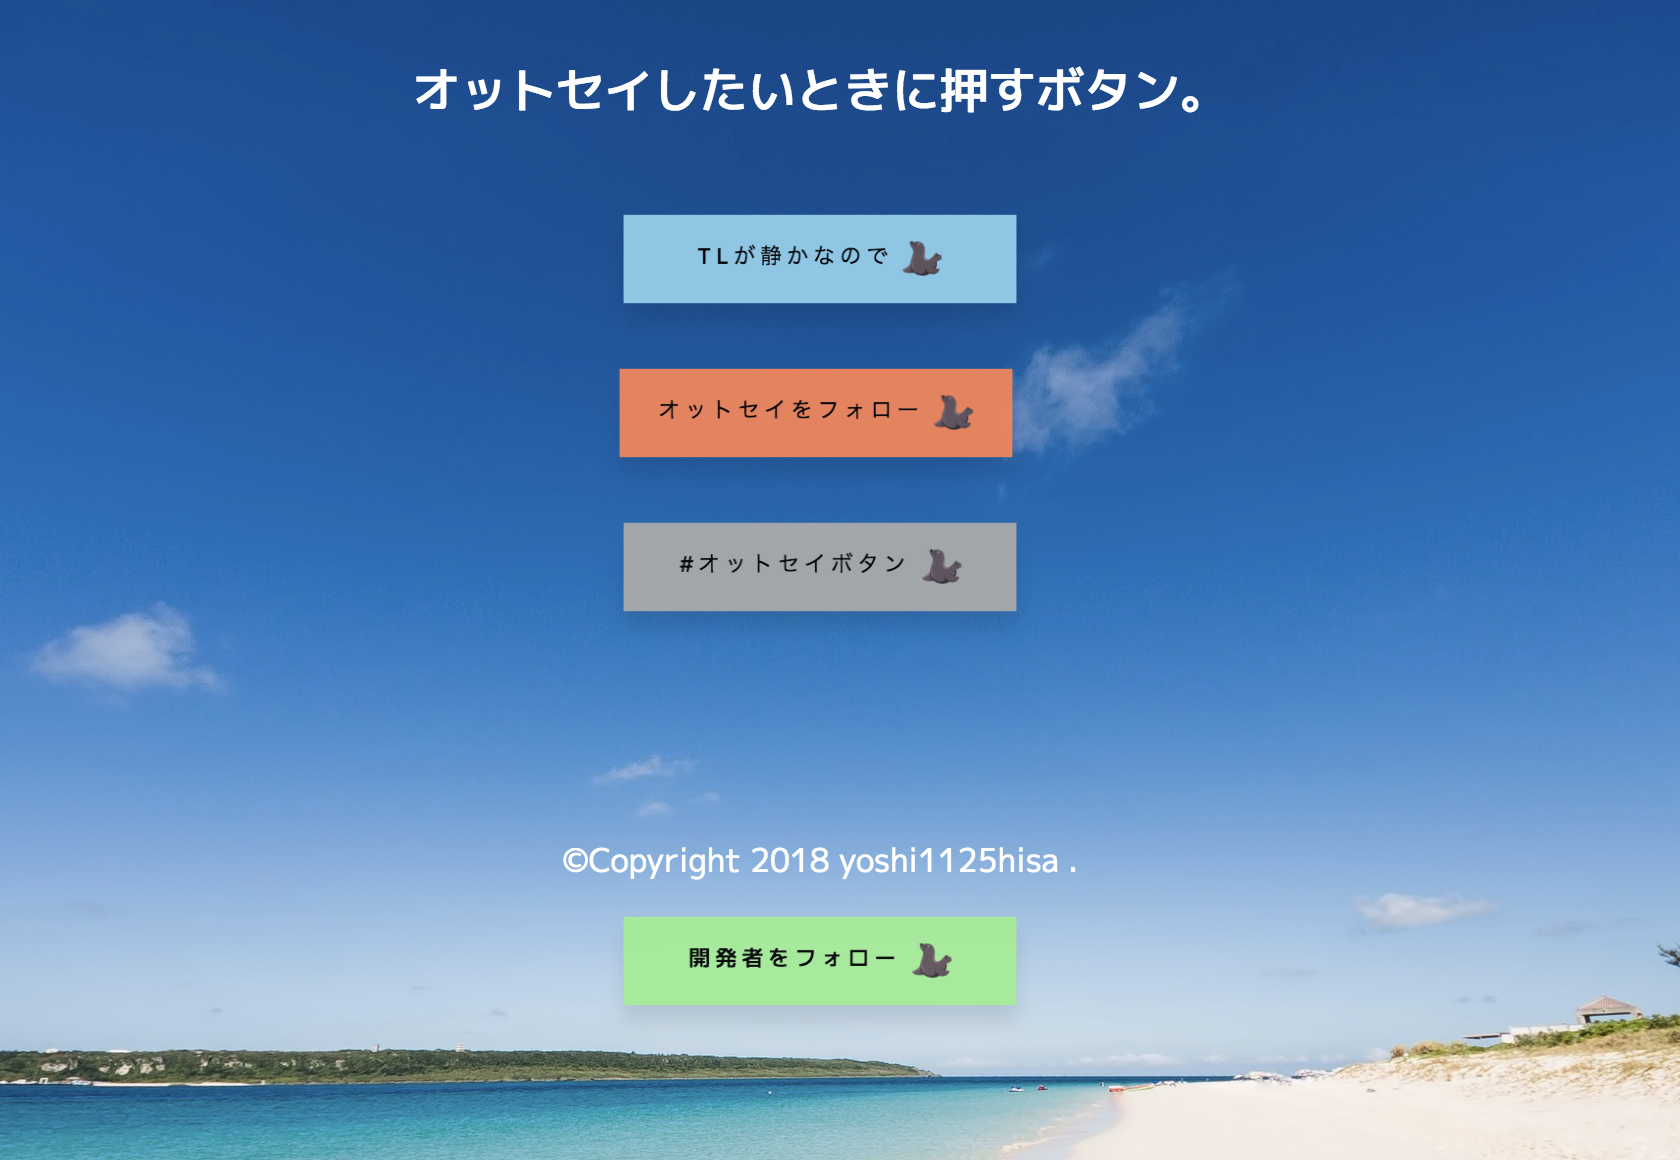 オットセイしたいときに押すボタン。
TLが静かなので
オットセイをフォロー
#オットセイボタン
©Copyright 2018 yoshi1125hisa .
開発者をフォロー